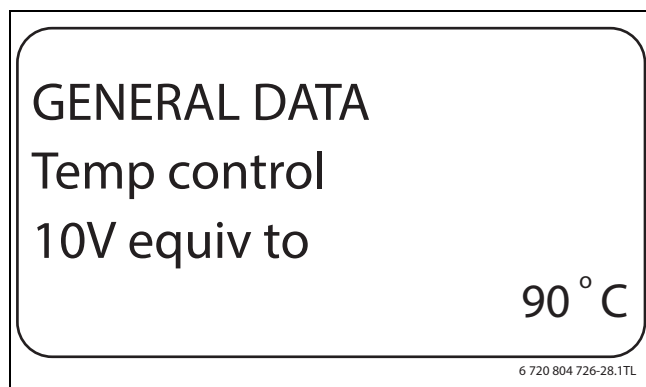 GENERAL DATA
Temp control
10V equiv to
90 °C
6 720 804 726-28.1TL